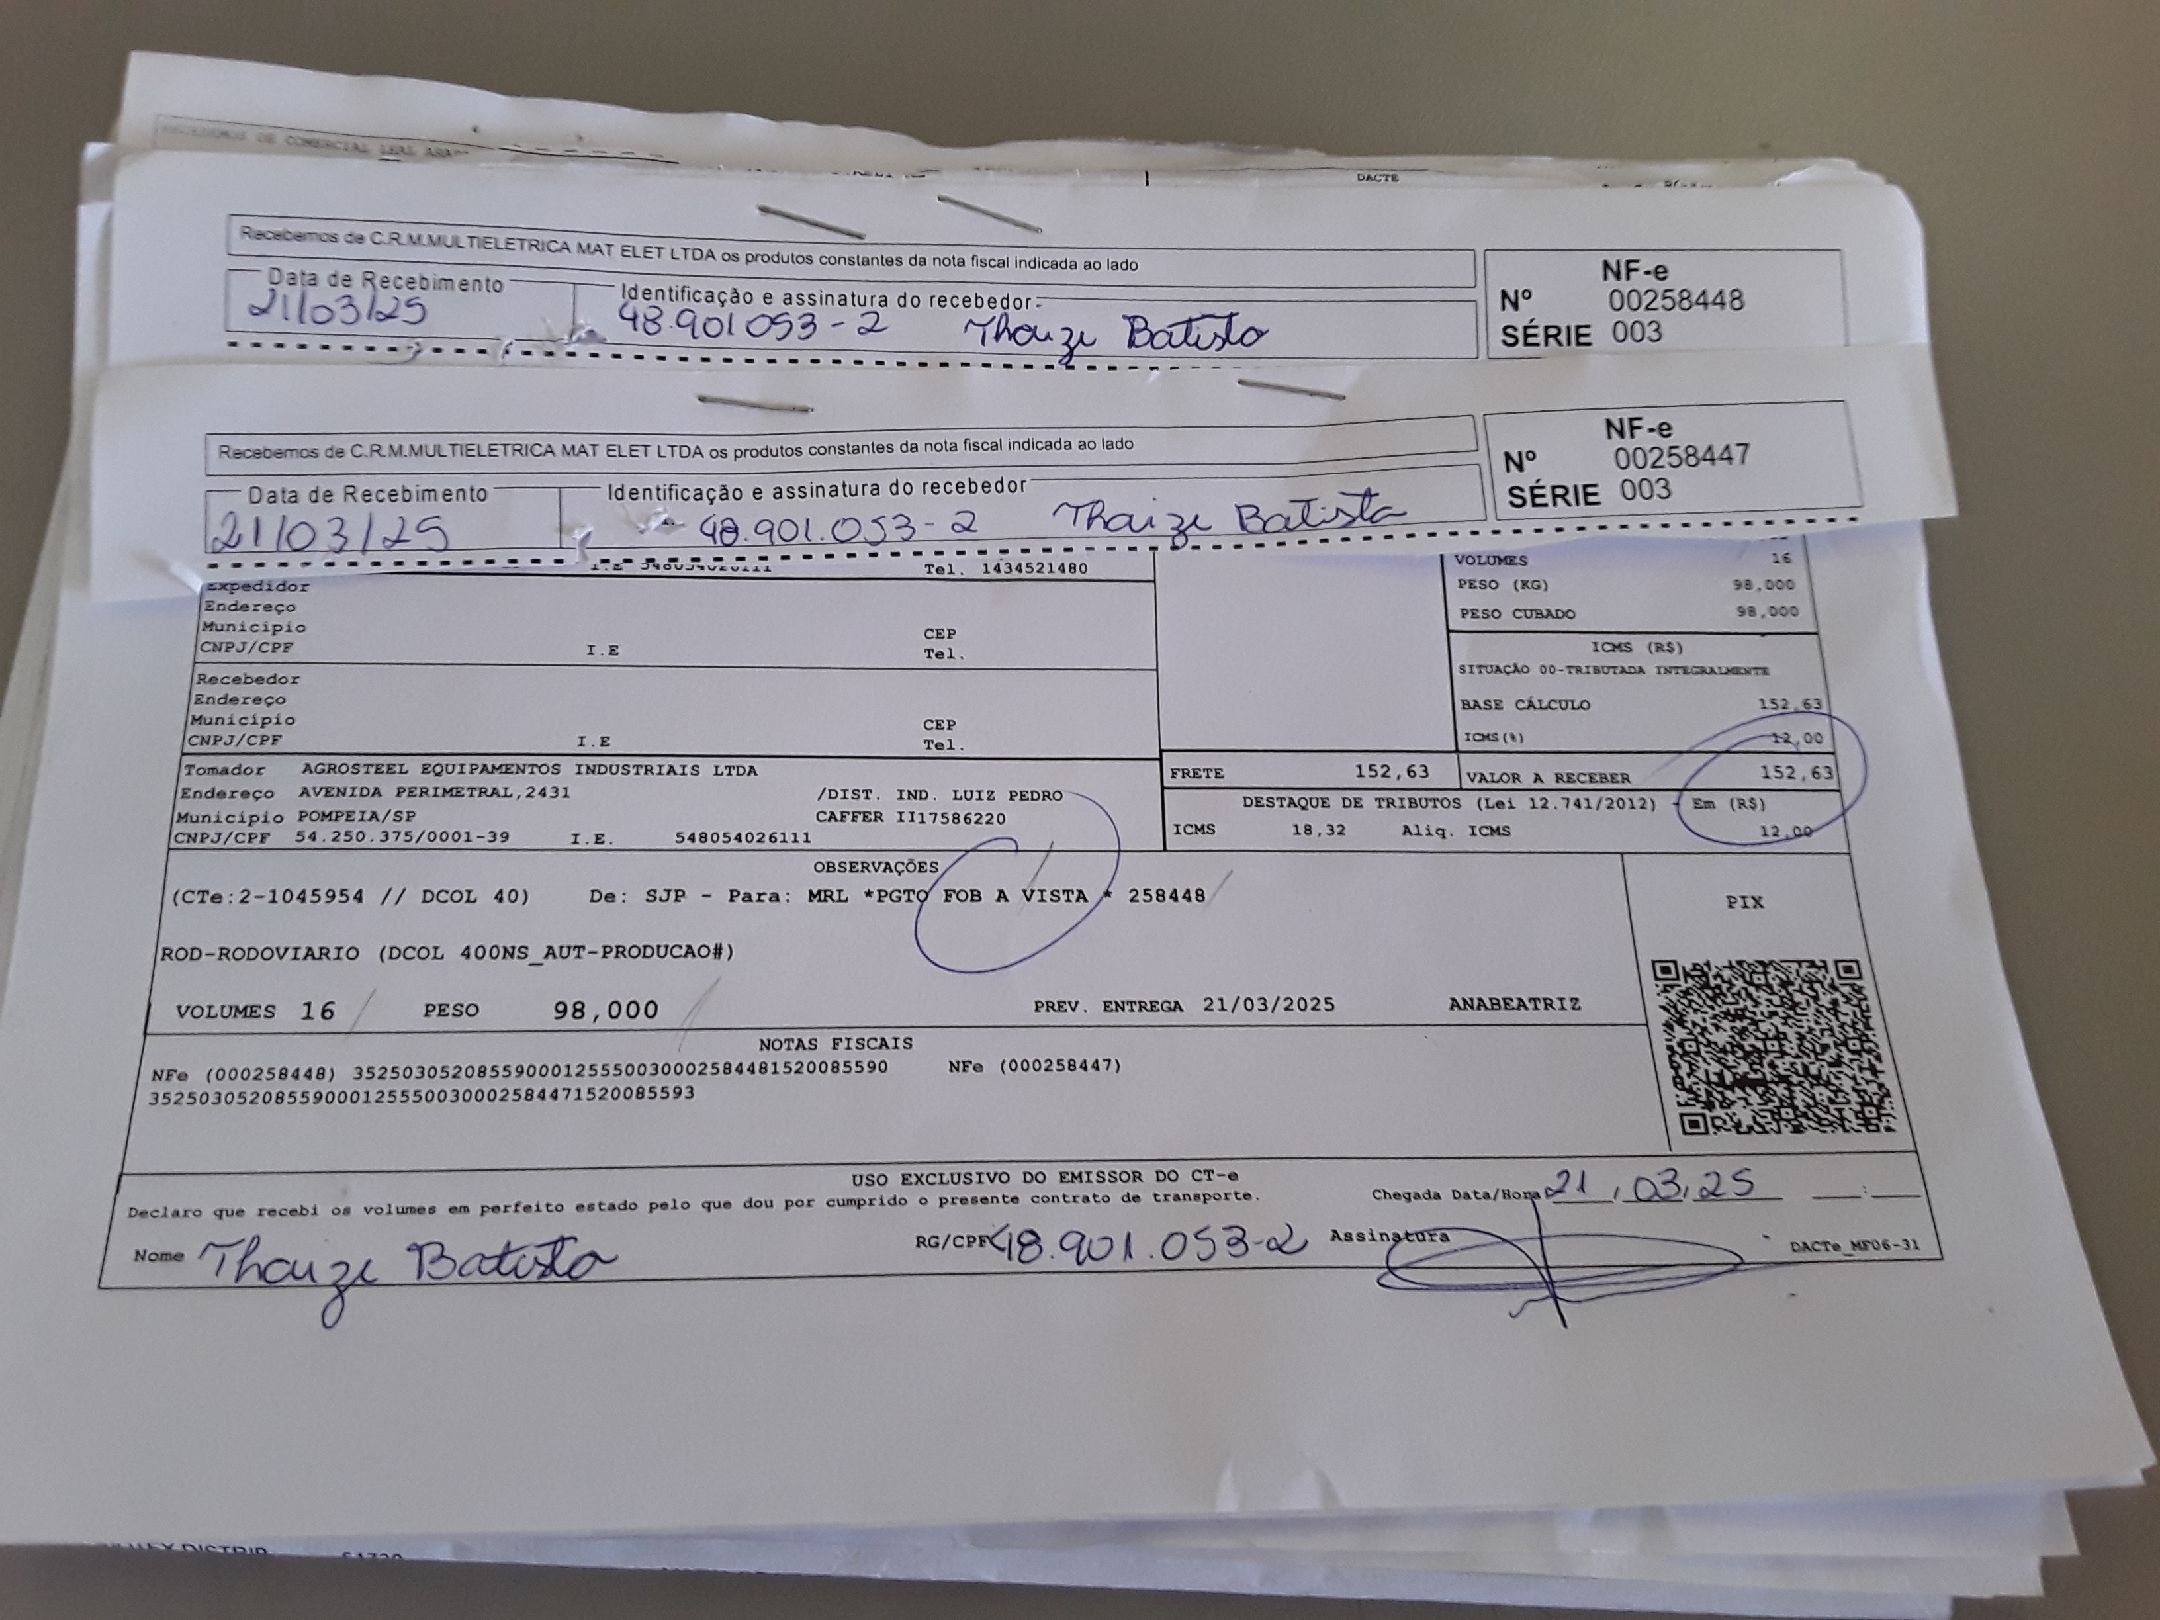 RECEBEMOS DE COMERCIAL LEAL
DACTE
Recebemos de C.R.M.MULTIELETRICA MAT ELET LTDA os produtos constantes da nota fiscal indicada ao lado
NF-e
Nº 00258448
SÉRIE 003
Data de Recebimento
21/03/25
Identificação e assinatura do recebedor
48.901053-2 Thaize Batista
Recebemos de C.R.M.MULTIELETRICA MAT ELET LTDA os produtos constantes da nota fiscal indicada ao lado
NF-e
Nº 00258447
SÉRIE 003
Data de Recebimento
21/03/25
Identificação e assinatura do recebedor
48.901.053-2 Thaize Batista
I.E Tel. 1434521480
Expedidor
Endereço
Município CEP
CNPJ/CPF I.E Tel.
Recebedor
Endereço
Município CEP
CNPJ/CPF I.E Tel.
VOLUMES 16
PESO (KG) 98,000
PESO CUBADO 98,000
ICMS (R$)
SITUAÇÃO 00-TRIBUTADA INTEGRALMENTE
BASE CÁLCULO 152,63
ICMS(%) 12,00
Tomador AGROSTEEL EQUIPAMENTOS INDUSTRIAIS LTDA
Endereço AVENIDA PERIMETRAL,2431 /DIST. IND. LUIZ PEDRO
Município POMPEIA/SP CAFFER II17586220
CNPJ/CPF 54.250.375/0001-39 I.E. 548054026111
FRETE 152,63 VALOR A RECEBER 152,63
DESTAQUE DE TRIBUTOS (Lei 12.741/2012) - Em (R$)
ICMS 18,32 Aliq. ICMS 12,00
OBSERVAÇÕES
(CTe:2-1045954 // DCOL 40) De: SJP - Para: MRL *PGTO FOB A VISTA * 258448
ROD-RODOVIARIO (DCOL 400NS_AUT-PRODUCAO#)
VOLUMES 16 PESO 98,000 PREV. ENTREGA 21/03/2025 ANABEATRIZ
PIX
NOTAS FISCAIS
NFe (000258448) 35250305208559000125550030002584481520085590 NFe (000258447)
35250305208559000125550030002584471520085593
USO EXCLUSIVO DO EMISSOR DO CT-e
Declaro que recebi os volumes em perfeito estado pelo que dou por cumprido o presente contrato de transporte.
Chegada Data/Hora 21/03/25 __:__
Nome Thaize Batista RG/CPF 48.901.053-2 Assinatura
DACTe_MF06-31